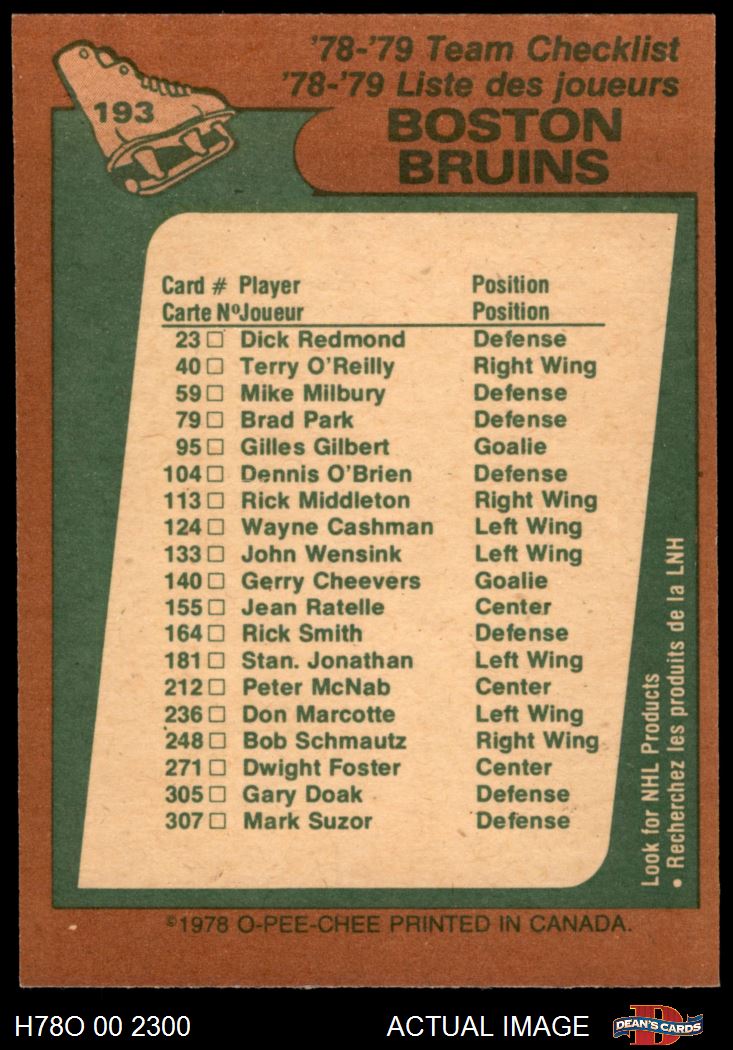 '78-'79 Team Checklist
'78-'79 Liste des joueurs
193
BOSTON
BRUINS
Card # Player Position
Carte Nº Joueur Position
23 □ Dick Redmond Defense
40 □ Terry O'Reilly Right Wing
59 □ Mike Milbury Defense
79 □ Brad Park Defense
95 □ Gilles Gilbert Goalie
104 □ Dennis O'Brien Defense
113 □ Rick Middleton Right Wing
124 □ Wayne Cashman Left Wing
133 □ John Wensink Left Wing
140 □ Gerry Cheevers Goalie
155 □ Jean Ratelle Center
164 □ Rick Smith Defense
181 □ Stan. Jonathan Left Wing
212 □ Peter McNab Center
236 □ Don Marcotte Left Wing
248 □ Bob Schmautz Right Wing
271 □ Dwight Foster Center
305 □ Gary Doak Defense
307 □ Mark Suzor Defense
Look for NHL Products
• Recherchez les produits de la LNH
©1978 O-PEE-CHEE PRINTED IN CANADA.
H78O 00 2300 ACTUAL IMAGE
D
DEAN'S CARDS